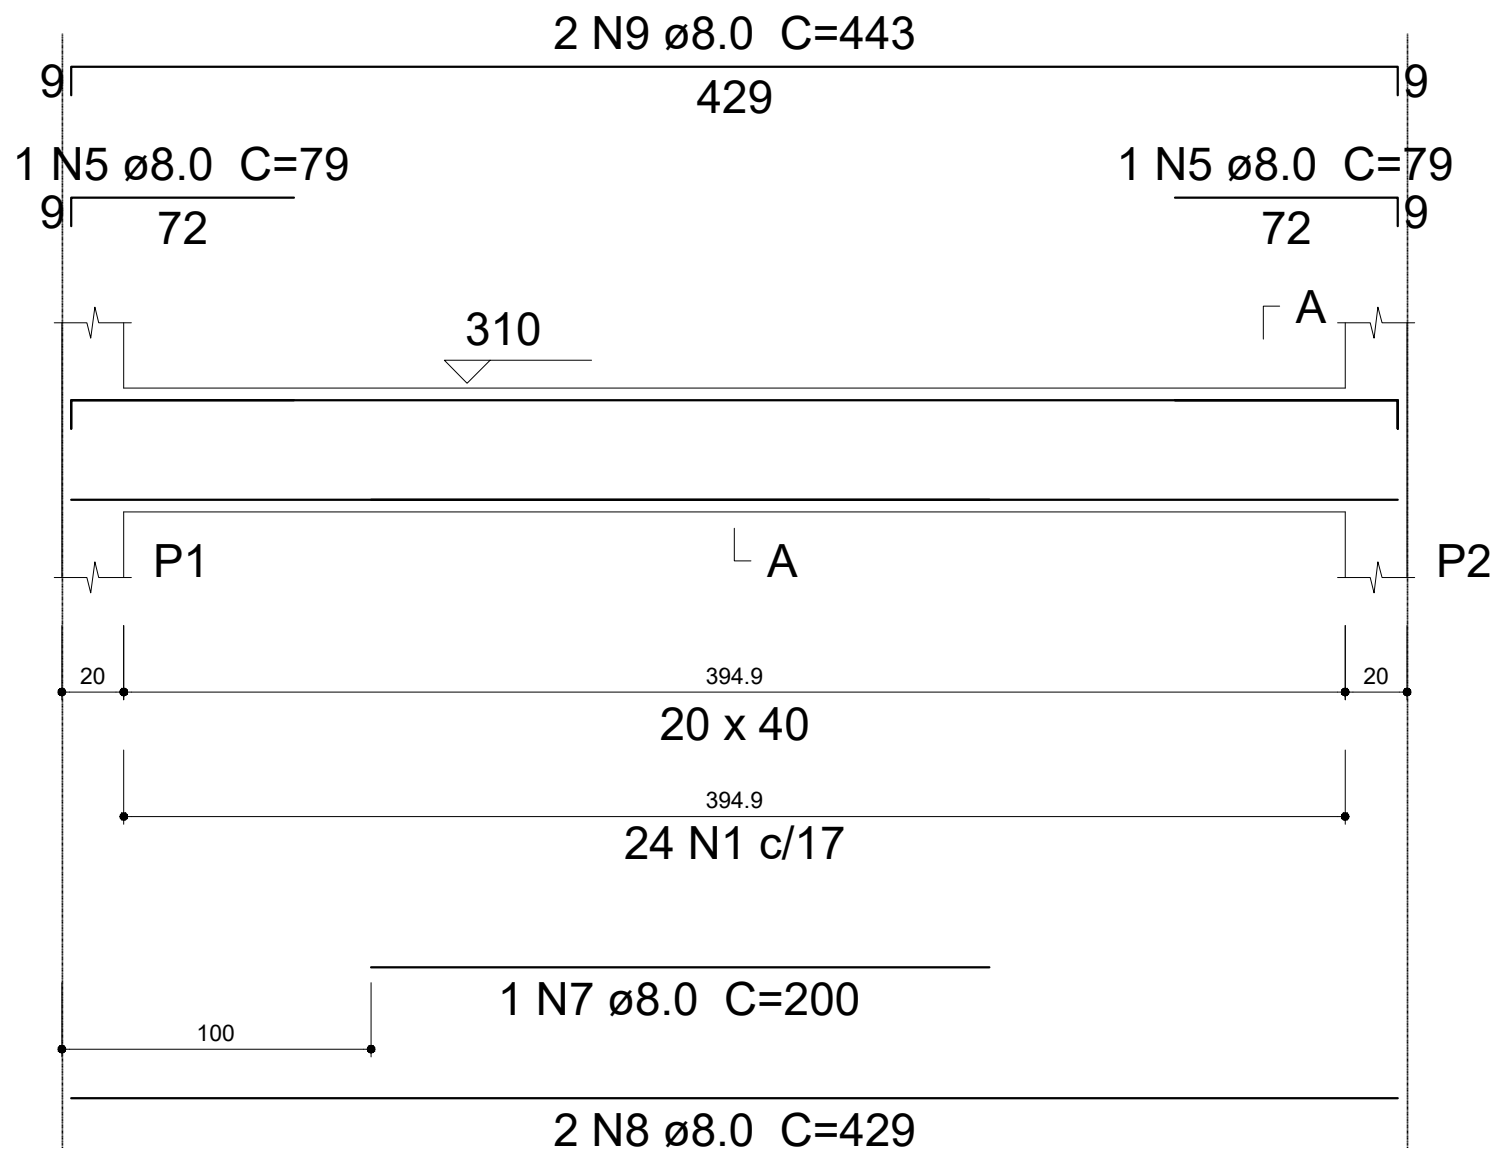 2 N9 ø8.0 C=443
9 9
429
1 N5 ø8.0 C=79 1 N5 ø8.0 C=79
9 9
72 72
310 A
P1 A P2
20 394.9 20
20 x 40
394.9
24 N1 c/17
1 N7 ø8.0 C=200
100
2 N8 ø8.0 C=429